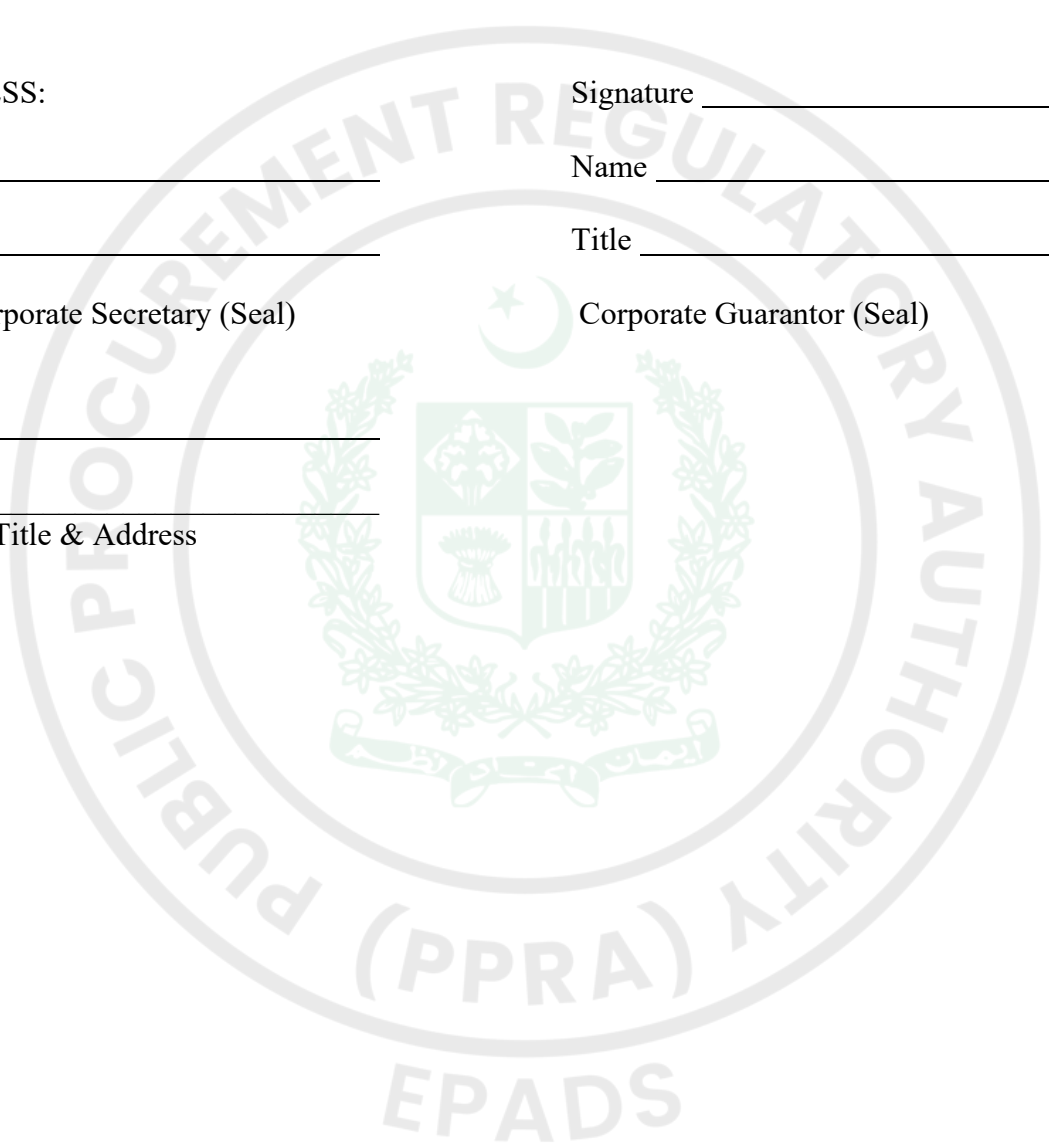 SS:
Signature
Name
Title
rporate Secretary (Seal)
Corporate Guarantor (Seal)
Title & Address
PUBLIC PROCUREMENT REGULATORY AUTHORITY
(PPRA)
EPADS